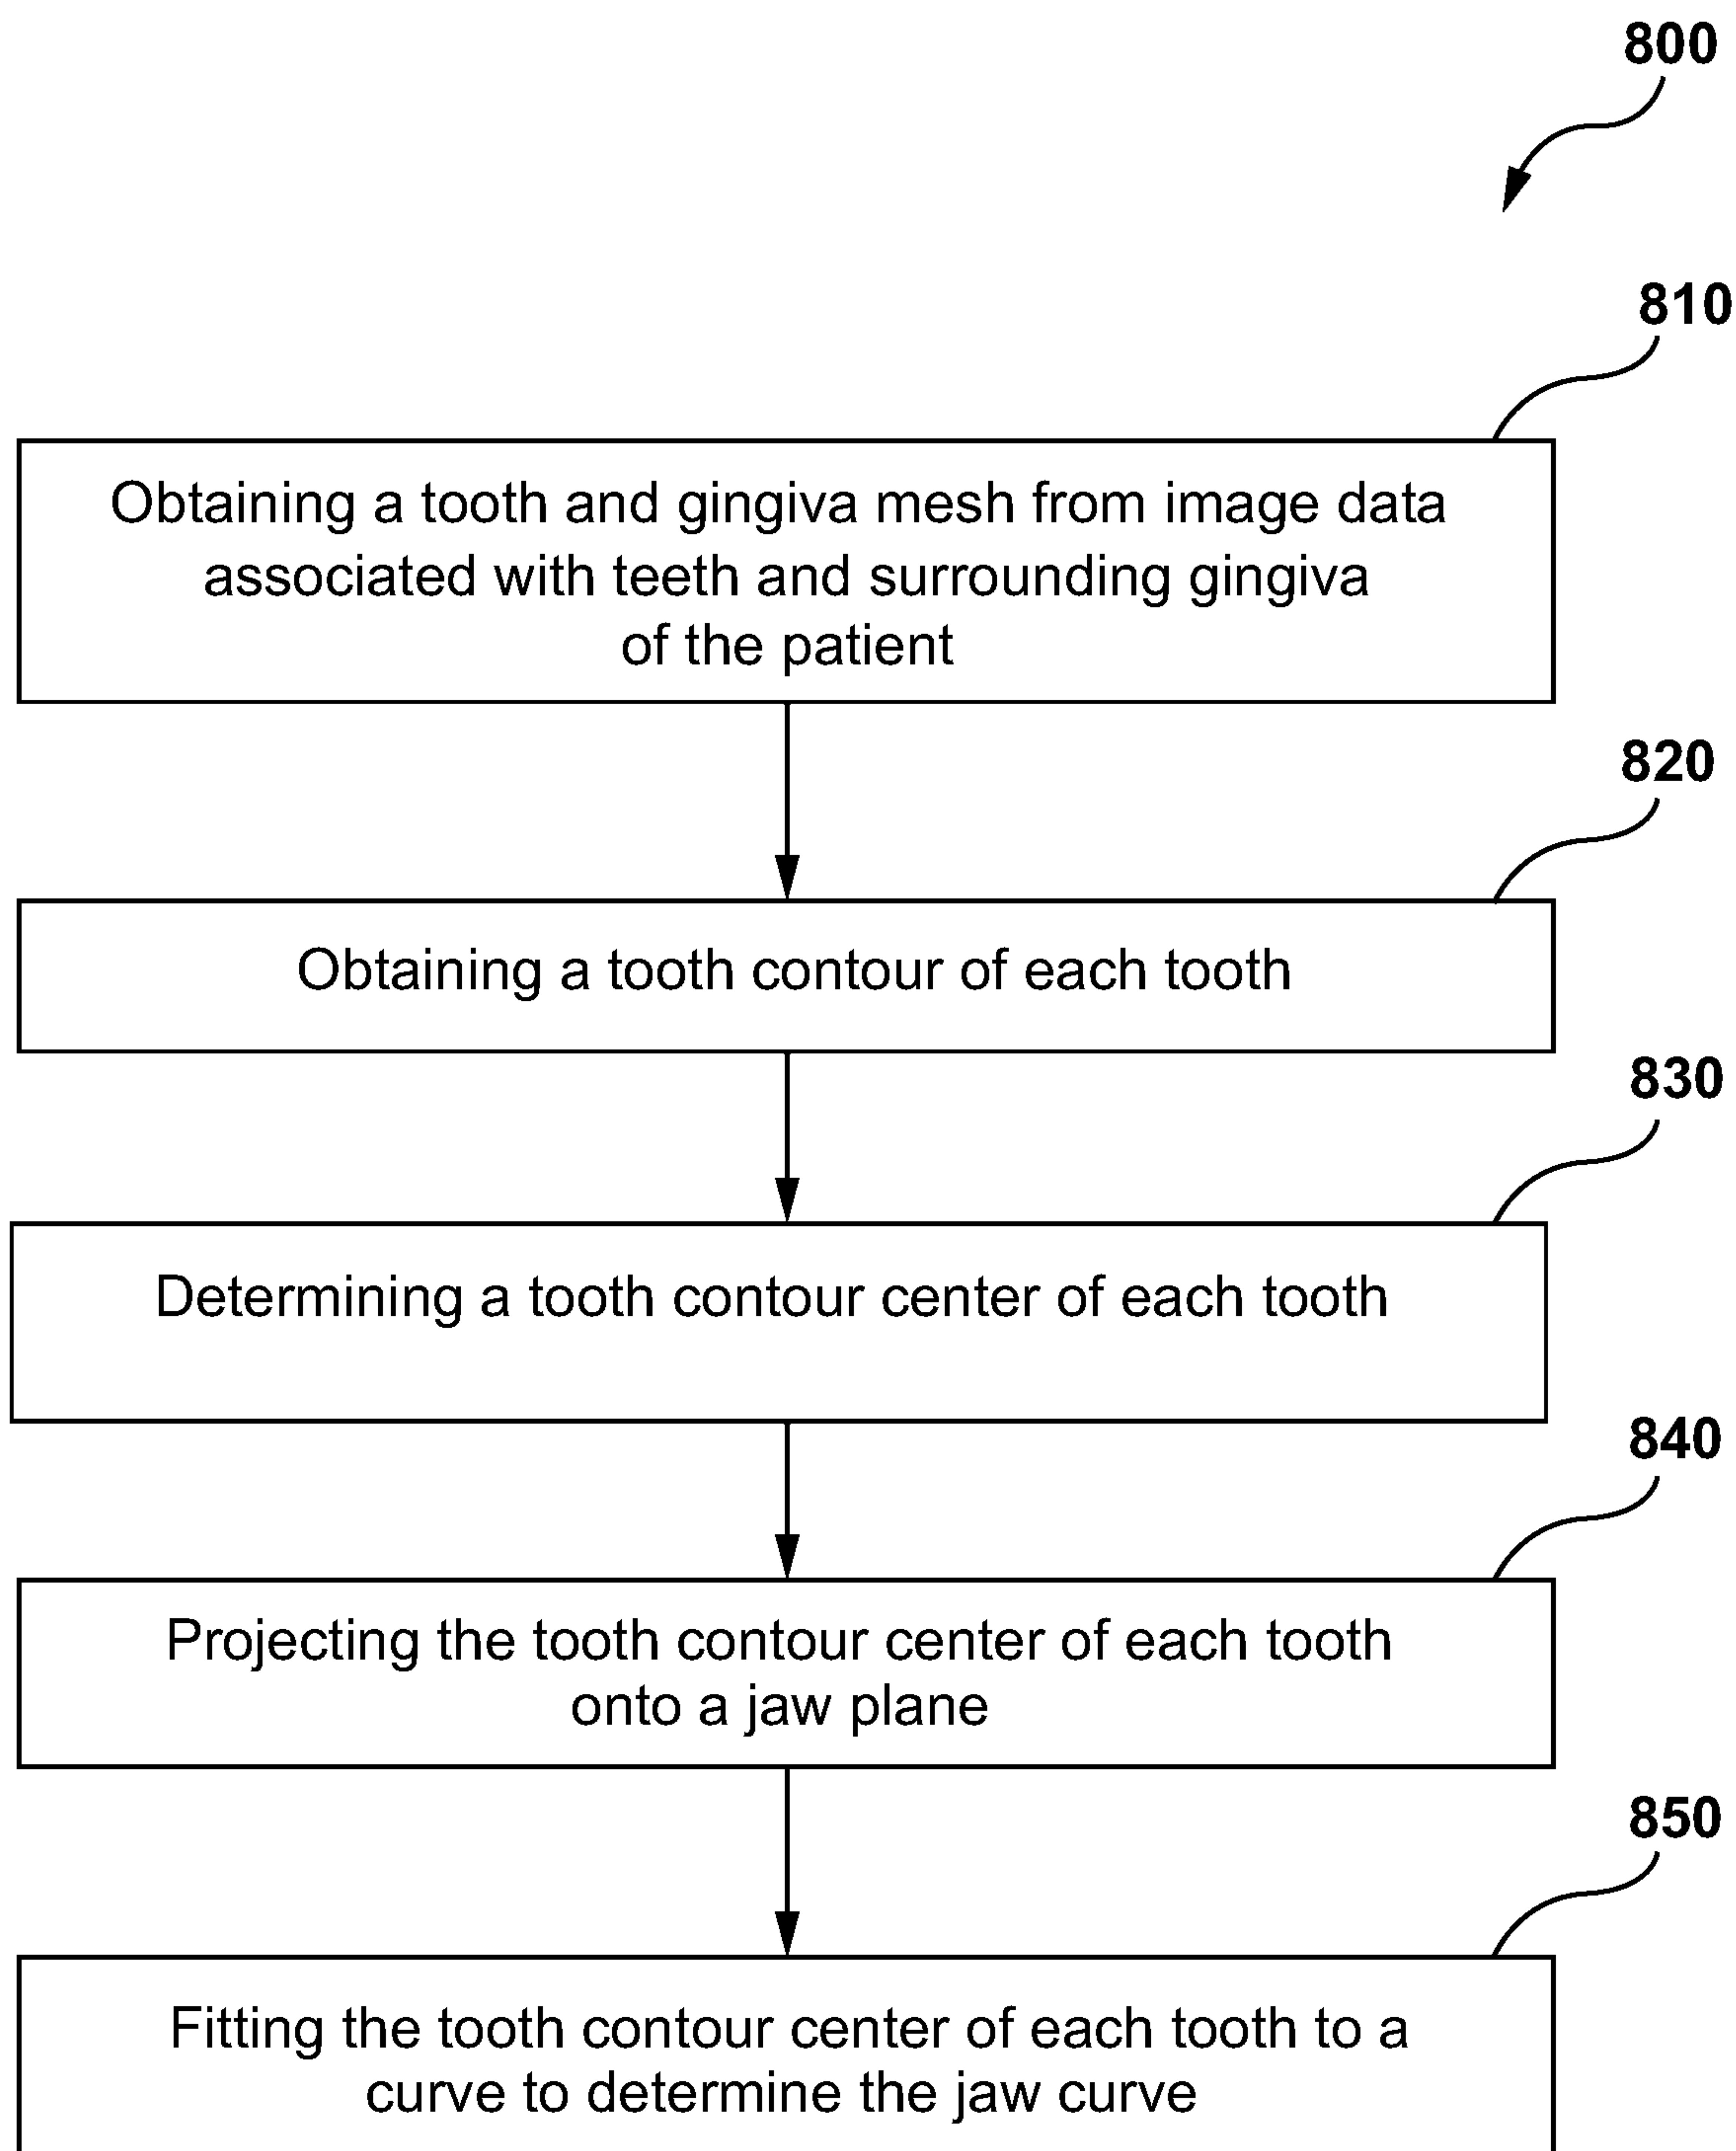 800
810
Obtaining a tooth and gingiva mesh from image data
associated with teeth and surrounding gingiva
of the patient
820
Obtaining a tooth contour of each tooth
830
Determining a tooth contour center of each tooth
840
Projecting the tooth contour center of each tooth
onto a jaw plane
850
Fitting the tooth contour center of each tooth to a
curve to determine the jaw curve